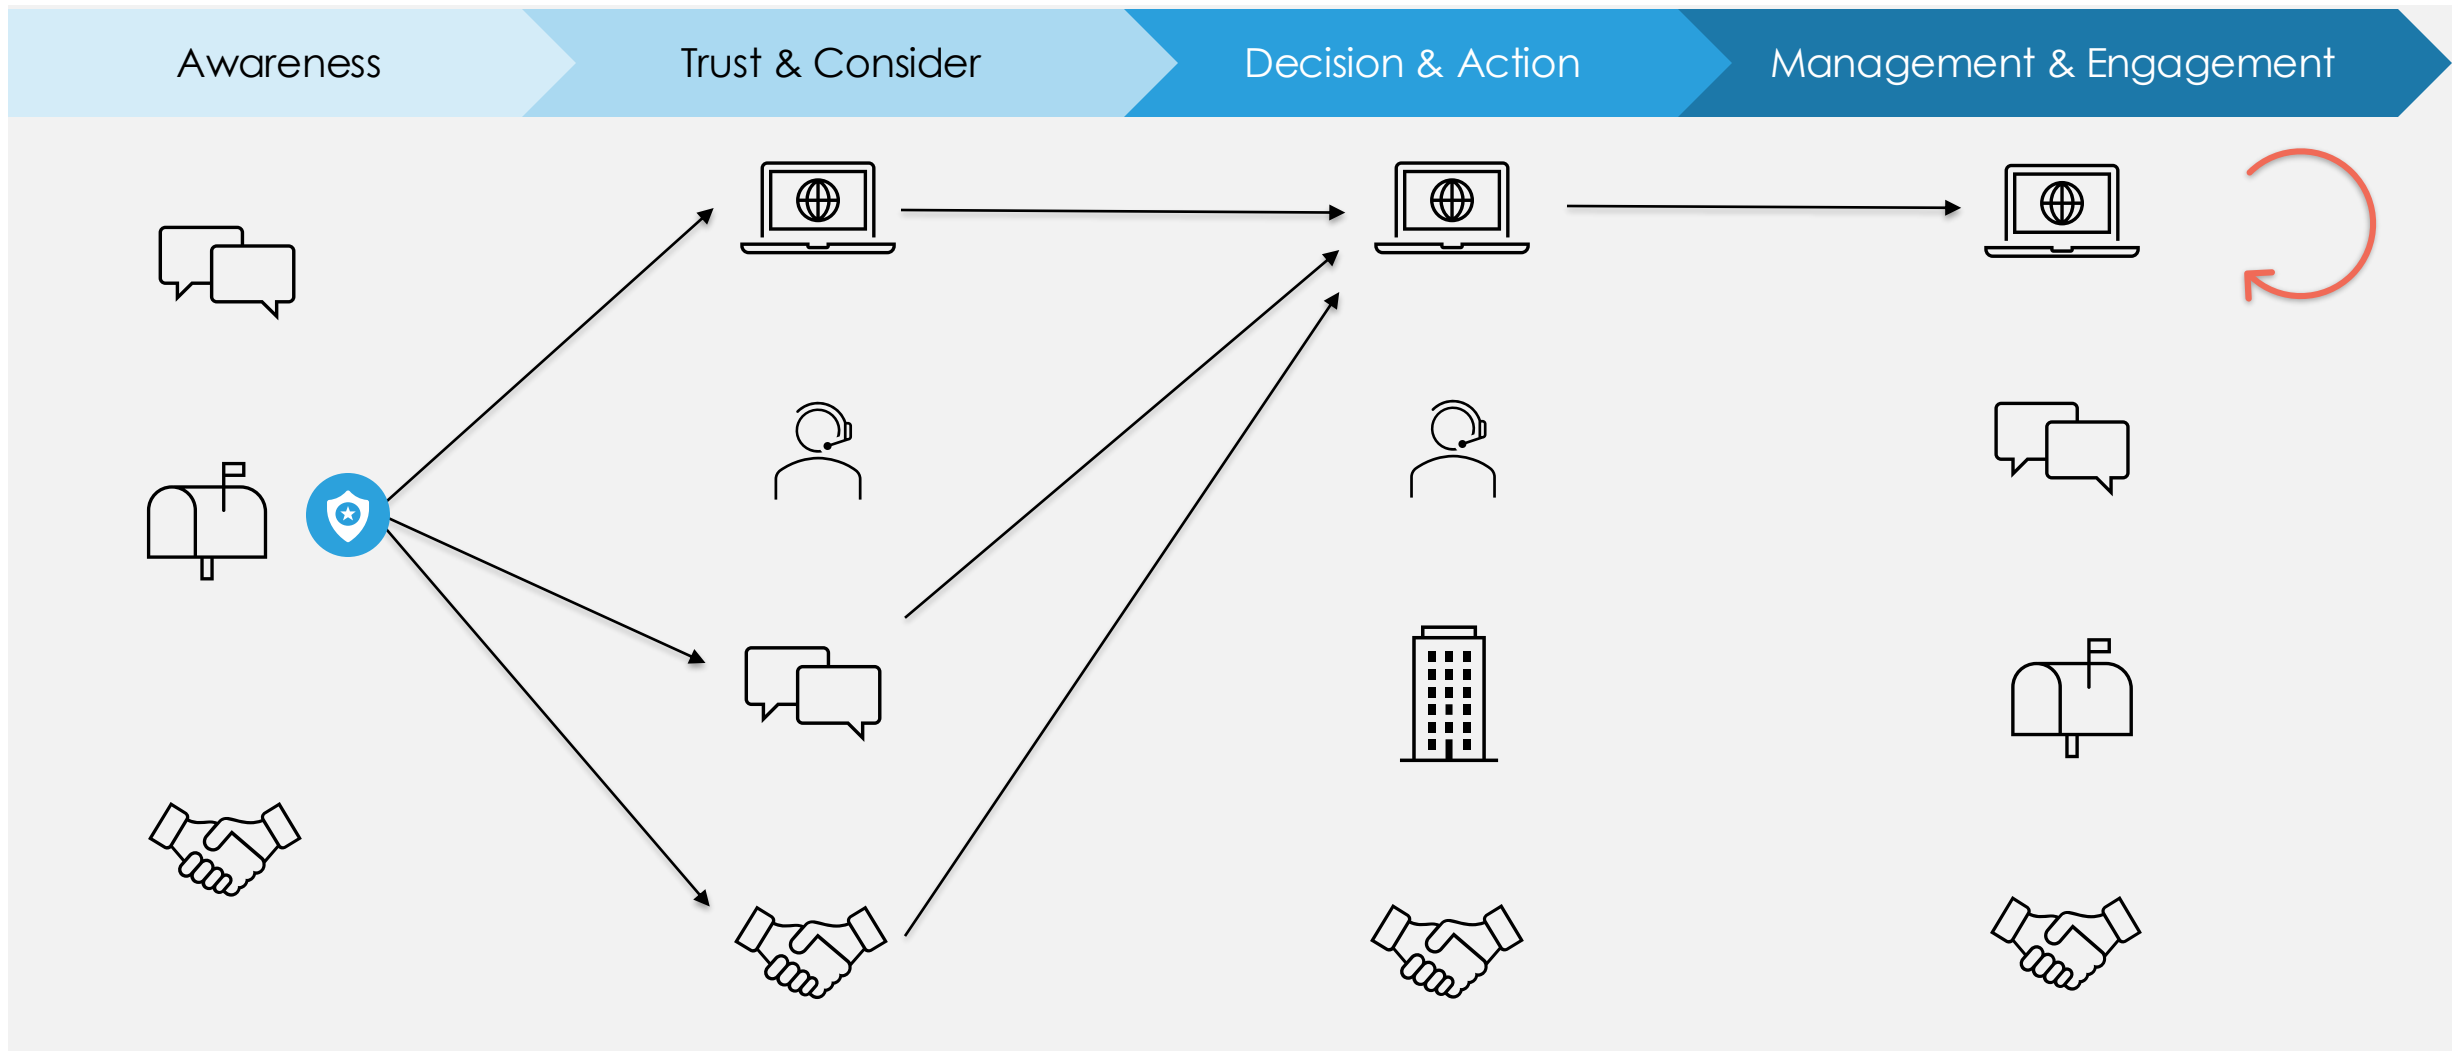 Awareness
Trust & Consider
Decision & Action
Management & Engagement